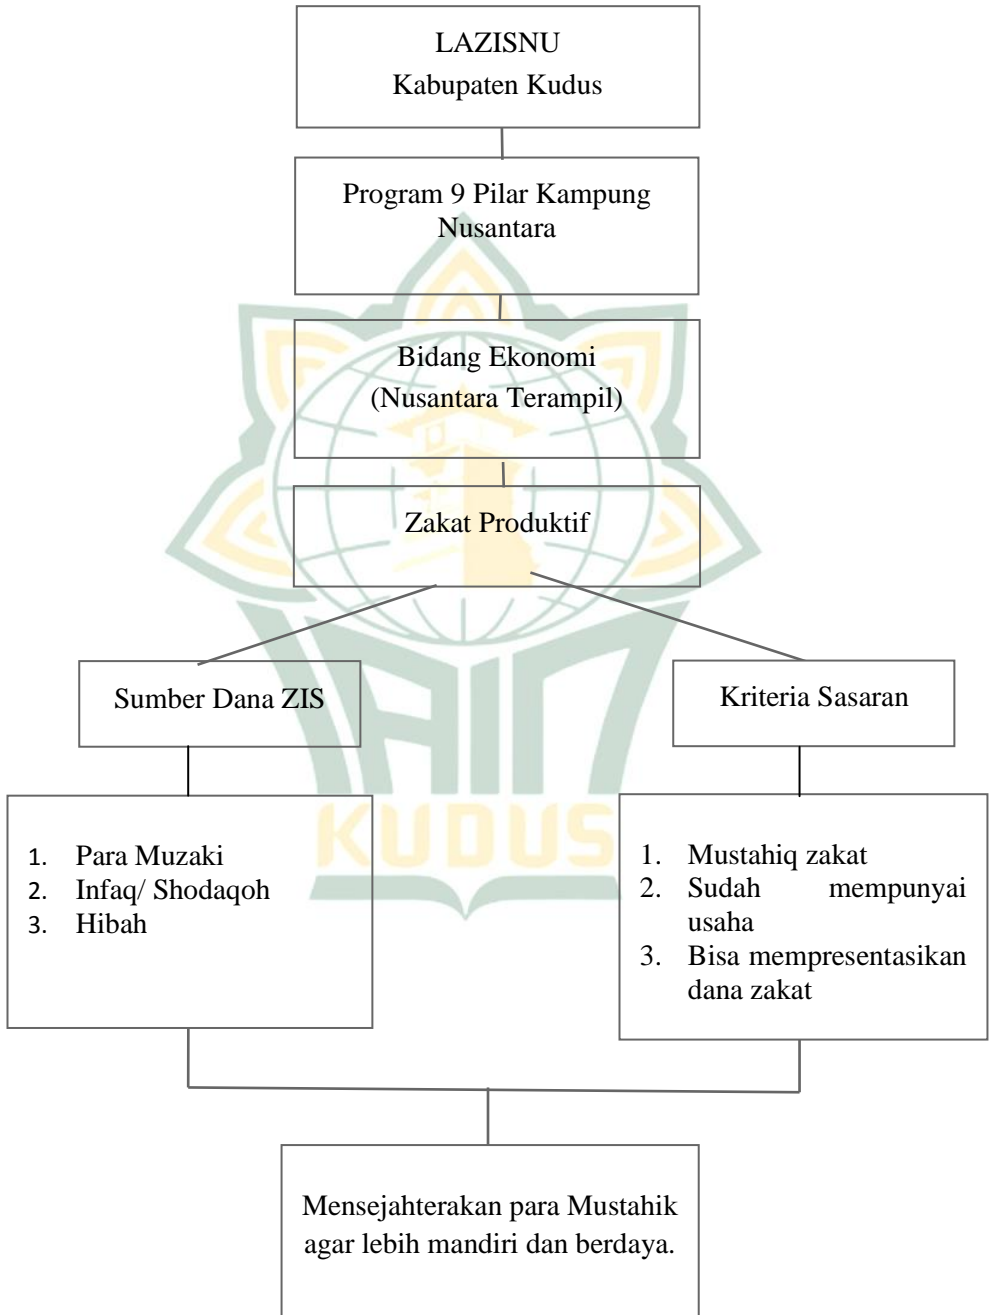 LAZISNU
Kabupaten Kudus
Program 9 Pilar Kampung
Nusantara
Bidang Ekonomi
(Nusantara Terampil)
Zakat Produktif
Sumber Dana ZIS
Kriteria Sasaran
1. Para Muzaki
2. Infaq/ Shodaqoh
3. Hibah
1. Mustahiq zakat
2. Sudah mempunyai
usaha
3. Bisa mempresentasikan
dana zakat
IAIN
KUDUS
Mensejahterakan para Mustahik
agar lebih mandiri dan berdaya.